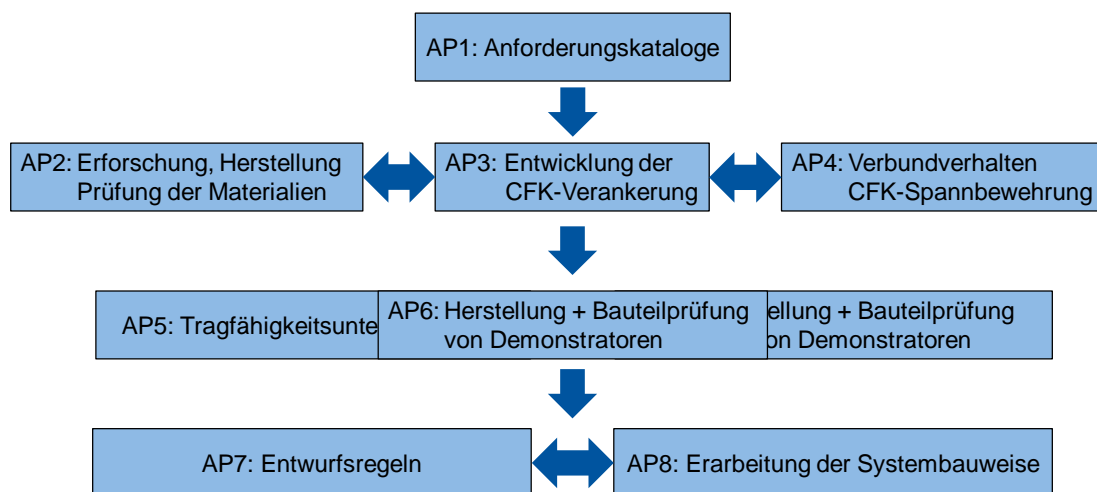 AP1: Anforderungskataloge
AP2: Erforschung, Herstellung
Prüfung der Materialien
AP3: Entwicklung der
CFK-Verankerung
AP4: Verbundverhalten
CFK-Spannbewehrung
AP5: Tragfähigkeitsunte
AP6: Herstellung + Bauteilprüfung
von Demonstratoren
ellung + Bauteilprüfung
on Demonstratoren
AP7: Entwurfsregeln
AP8: Erarbeitung der Systembauweise